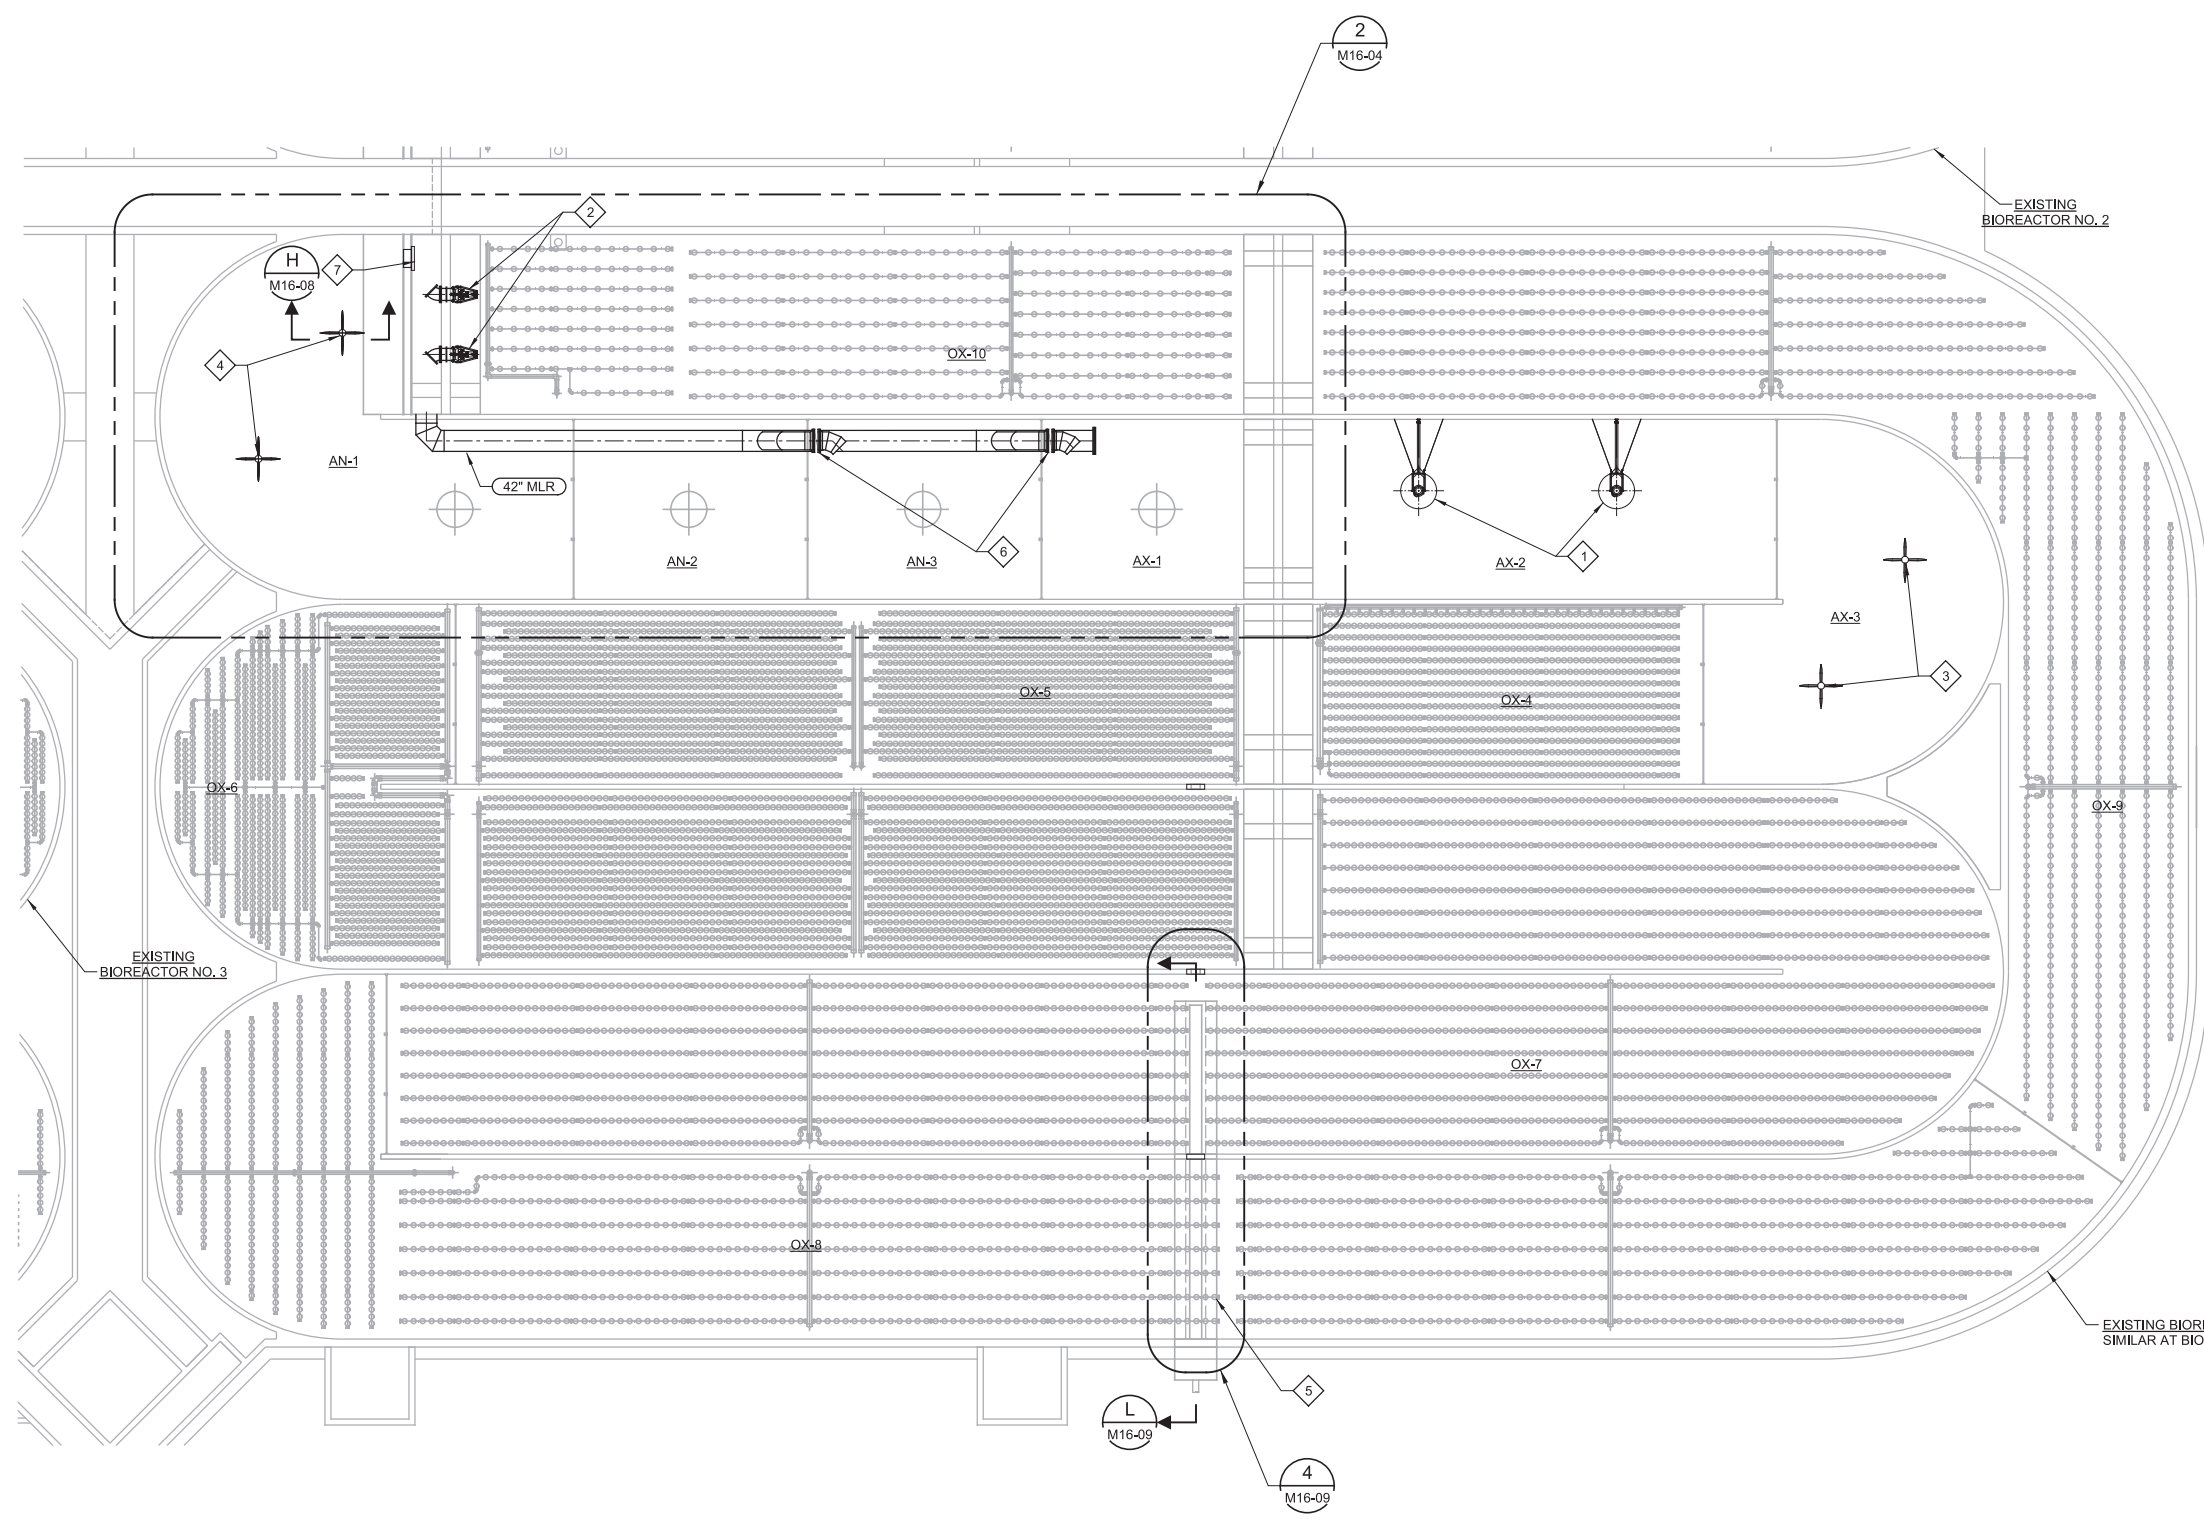 2
M16-04
EXISTING
BIOREACTOR NO. 2
2
H
M16-08
7
4
OX-10
AN-1
42" MLR
6
1
AN-2
AN-3
AX-1
AX-2
AX-3
3
OX-5
OX-4
OX-6
OX-9
EXISTING
BIOREACTOR NO. 3
OX-7
OX-8
EXISTING BIOR
SIMILAR AT BIO
5
L
M16-09
4
M16-09